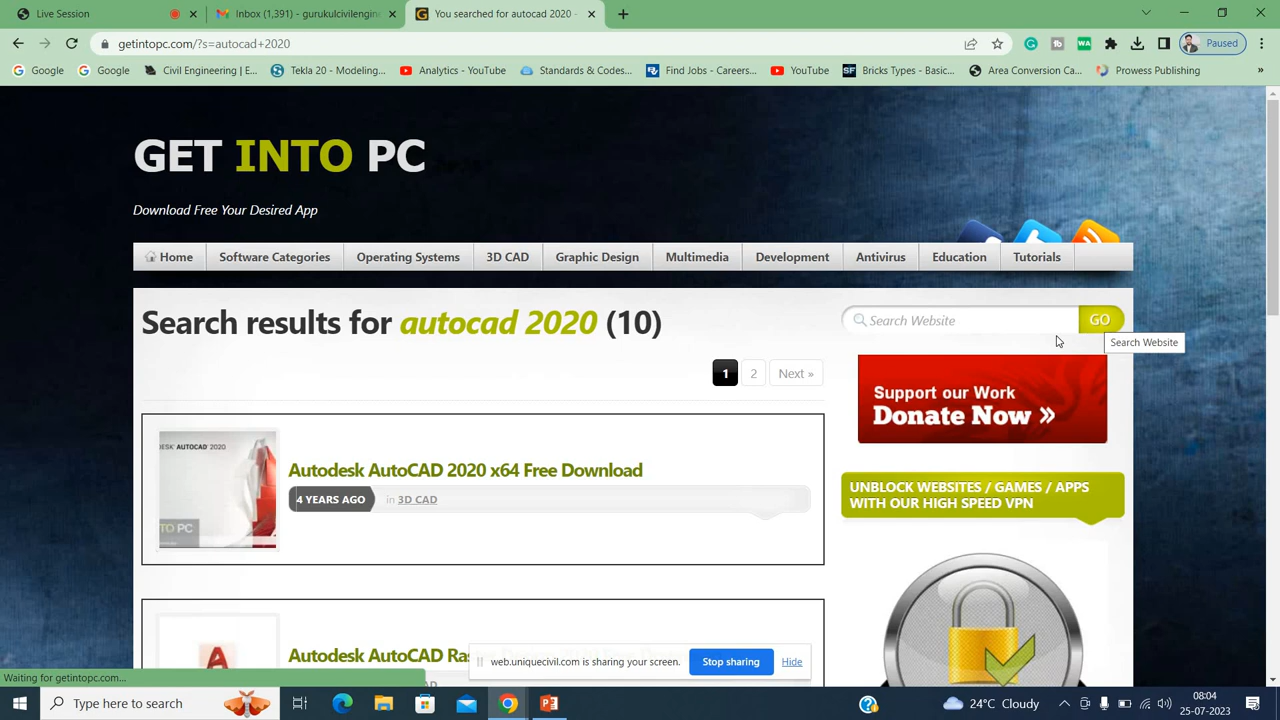 Live Session
Inbox (1,391) - gurukulcivilengin
You searched for autocad 2020 -
getintopc.com/?s=autocad+2020
Paused
Google
Google
Civil Engineering | E...
Tekla 20 - Modeling...
Analytics - YouTube
Standards & Codes...
Find Jobs - Careers...
YouTube
SF
Bricks Types - Basic...
Area Conversion Ca...
Prowess Publishing
GET INTO PC
Download Free Your Desired App
Home
Software Categories
Operating Systems
3D CAD
Graphic Design
Multimedia
Development
Antivirus
Education
Tutorials
Search results for autocad 2020 (10)
Search Website
GO
Search Website
1
2
Next »
Support our Work
Donate Now »
AUTOCAD 2020
Autodesk AutoCAD 2020 x64 Free Download
4 YEARS AGO
in 3D CAD
UNBLOCK WEBSITES / GAMES / APPS
WITH OUR HIGH SPEED VPN
Autodesk AutoCAD
web.uniquecivil.com is sharing your screen.
Stop sharing
Hide
Waiting for getintopc.com...
Type here to search
24°C Cloudy
08:04
25-07-2023